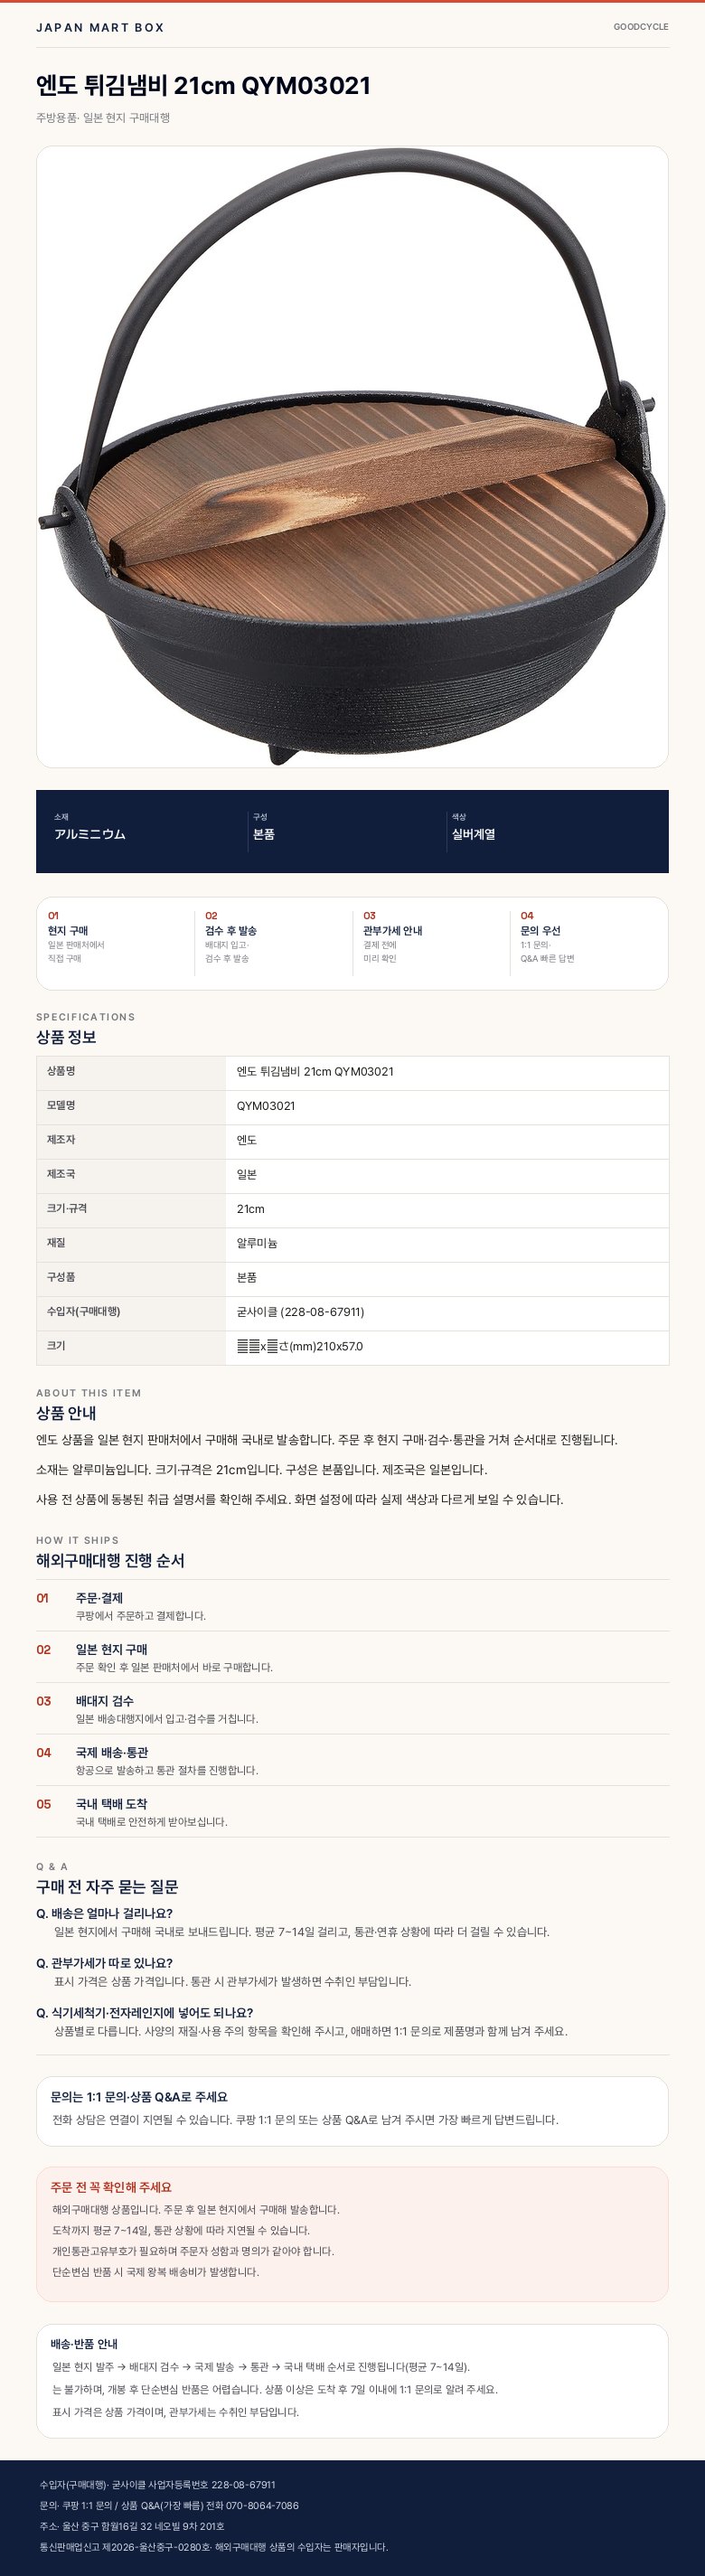 JAPAN MART BOX
GOODCYCLE
엔도 튀김냄비 21cm QYM03021
주방용품· 일본 현지 구매대행
소재
アルミニウム
구성
본품
색상
실버계열
01
현지 구매
일본 판매처에서
직접 구매
02
검수 후 발송
배대지 입고·
검수 후 발송
03
관부가세 안내
결제 전에
미리 확인
04
문의 우선
1:1 문의·
Q&A 빠른 답변
SPECIFICATIONS
상품 정보
상품명 엔도 튀김냄비 21cm QYM03021
모델명 QYM03021
제조자 엔도
제조국 일본
크기·규격 21cm
재질 알루미늄
구성품 본품
수입자(구매대행) 굳사이클 (228-08-67911)
크기 x さ(mm)210x57.0
ABOUT THIS ITEM
상품 안내
엔도 상품을 일본 현지 판매처에서 구매해 국내로 발송합니다. 주문 후 현지 구매·검수·통관을 거쳐 순서대로 진행됩니다.
소재는 알루미늄입니다. 크기·규격은 21cm입니다. 구성은 본품입니다. 제조국은 일본입니다.
사용 전 상품에 동봉된 취급 설명서를 확인해 주세요. 화면 설정에 따라 실제 색상과 다르게 보일 수 있습니다.
HOW IT SHIPS
해외구매대행 진행 순서
01 주문·결제
쿠팡에서 주문하고 결제합니다.
02 일본 현지 구매
주문 확인 후 일본 판매처에서 바로 구매합니다.
03 배대지 검수
일본 배송대행지에서 입고·검수를 거칩니다.
04 국제 배송·통관
항공으로 발송하고 통관 절차를 진행합니다.
05 국내 택배 도착
국내 택배로 안전하게 받아보십니다.
Q & A
구매 전 자주 묻는 질문
Q. 배송은 얼마나 걸리나요?
일본 현지에서 구매해 국내로 보내드립니다. 평균 7~14일 걸리고, 통관·연휴 상황에 따라 더 걸릴 수 있습니다.
Q. 관부가세가 따로 있나요?
표시 가격은 상품 가격입니다. 통관 시 관부가세가 발생하면 수취인 부담입니다.
Q. 식기세척기·전자레인지에 넣어도 되나요?
상품별로 다릅니다. 사양의 재질·사용 주의 항목을 확인해 주시고, 애매하면 1:1 문의로 제품명과 함께 남겨 주세요.
문의는 1:1 문의·상품 Q&A로 주세요
전화 상담은 연결이 지연될 수 있습니다. 쿠팡 1:1 문의 또는 상품 Q&A로 남겨 주시면 가장 빠르게 답변드립니다.
주문 전 꼭 확인해 주세요
해외구매대행 상품입니다. 주문 후 일본 현지에서 구매해 발송합니다.
도착까지 평균 7~14일, 통관 상황에 따라 지연될 수 있습니다.
개인통관고유부호가 필요하며 주문자 성함과 명의가 같아야 합니다.
단순변심 반품 시 국제 왕복 배송비가 발생합니다.
배송·반품 안내
일본 현지 발주 → 배대지 검수 → 국제 발송 → 통관 → 국내 택배 순서로 진행됩니다(평균 7~14일).
는 불가하며, 개봉 후 단순변심 반품은 어렵습니다. 상품 이상은 도착 후 7일 이내에 1:1 문의로 알려 주세요.
표시 가격은 상품 가격이며, 관부가세는 수취인 부담입니다.
수입자(구매대행)· 굳사이클 사업자등록번호 228-08-67911
문의· 쿠팡 1:1 문의 / 상품 Q&A(가장 빠름) 전화 070-8064-7086
주소· 울산 중구 함월16길 32 네오빌 9차 201호
통신판매업신고 제2026-울산중구-0280호· 해외구매대행 상품의 수입자는 판매자입니다.